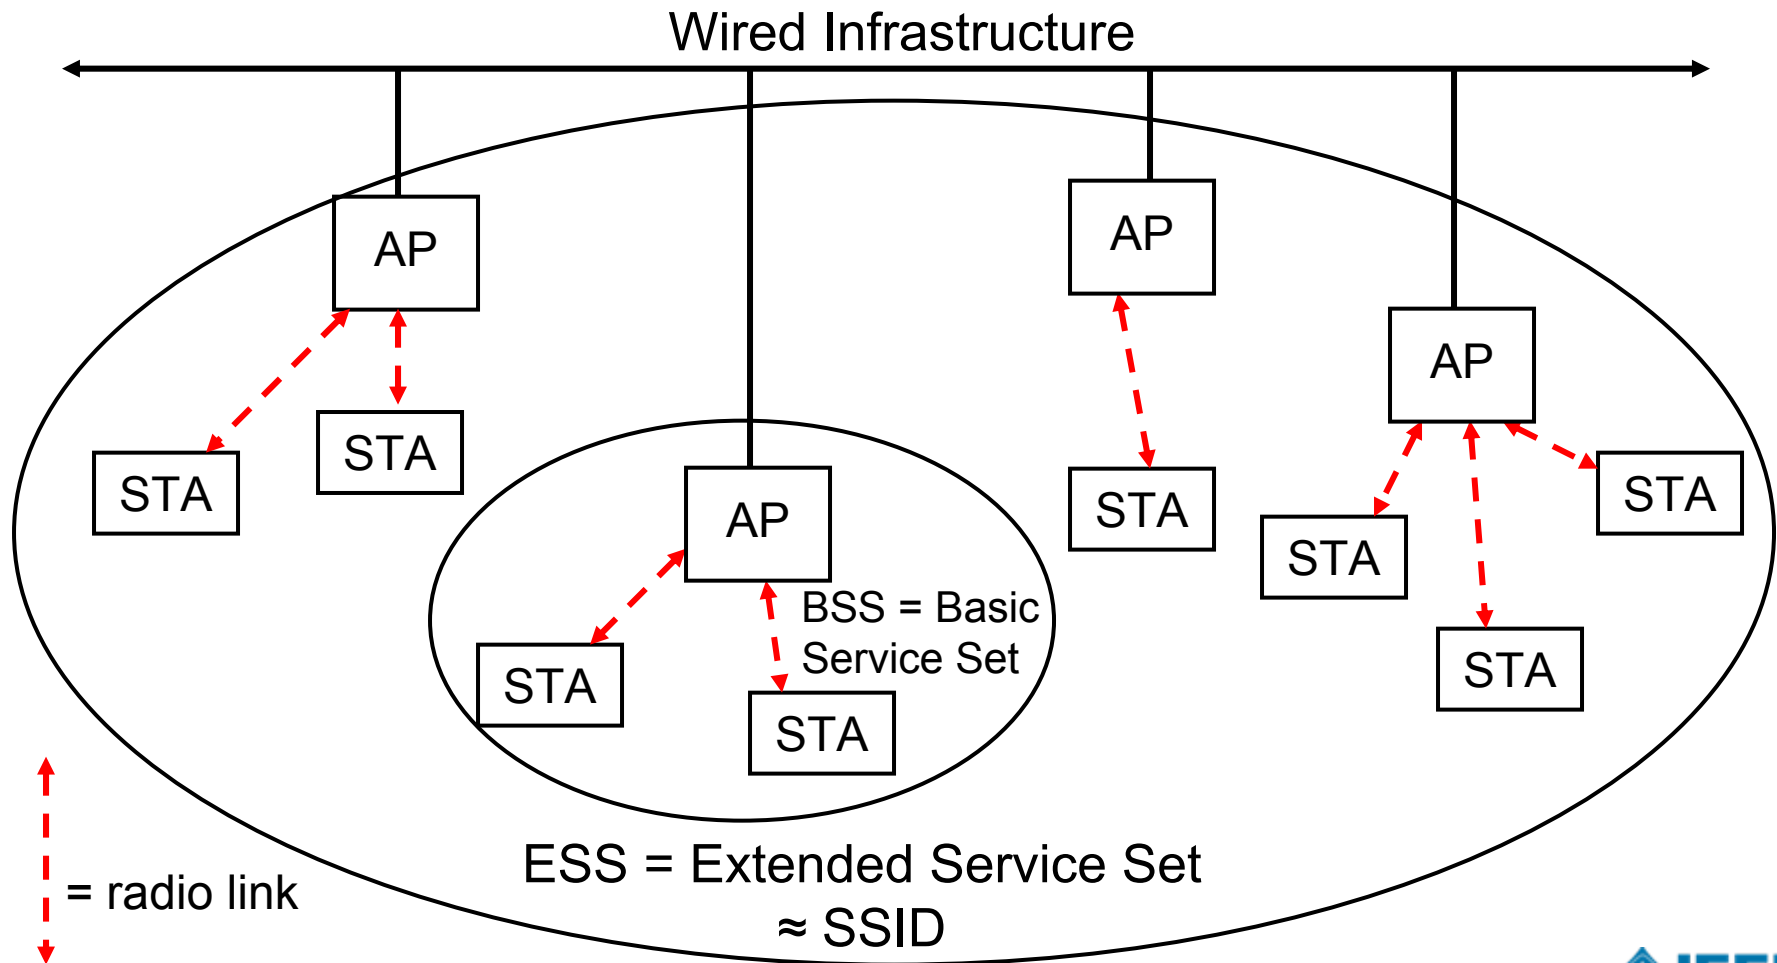 Wired Infrastructure
AP
AP
AP
STA
STA
STA
STA
AP
STA
STA
BSS = Basic
Service Set
STA
STA
ESS = Extended Service Set
≈ SSID
= radio link